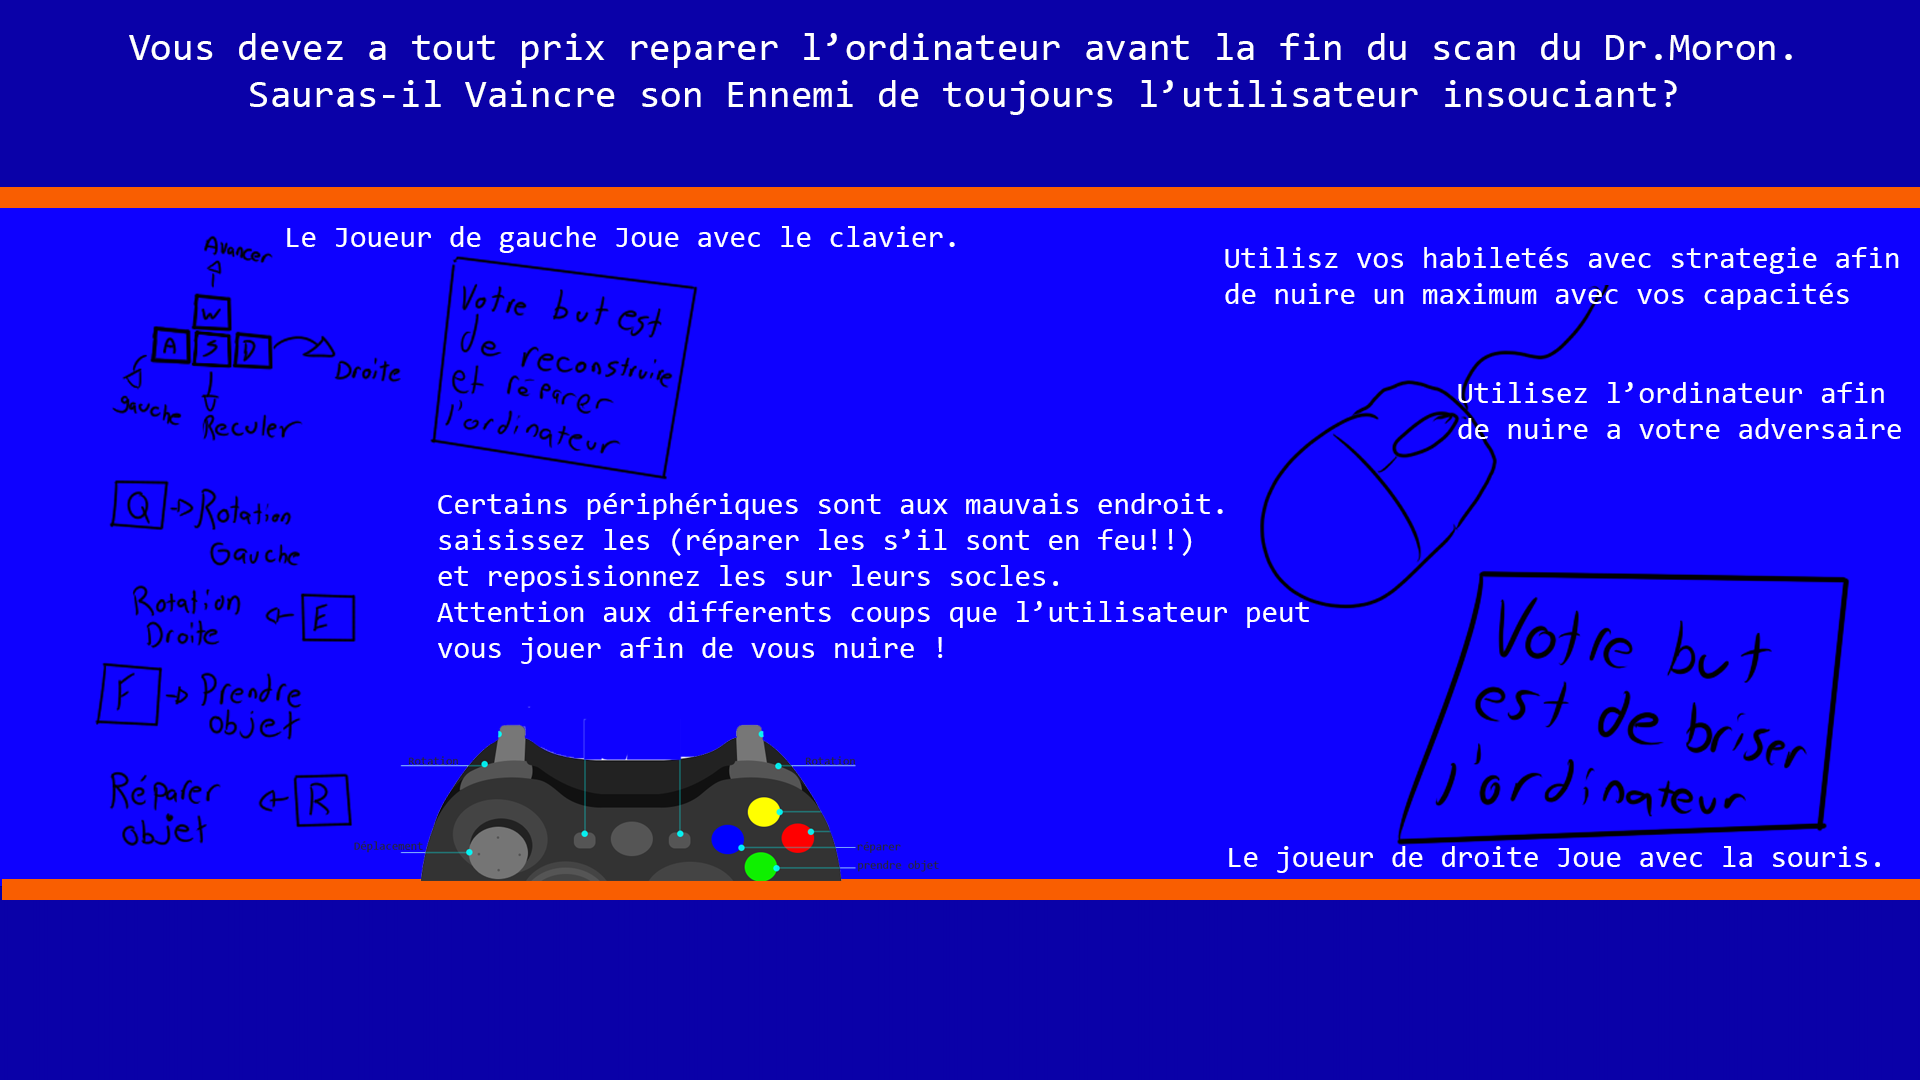 Vous devez a tout prix reparer l’ordinateur avant la fin du scan du Dr.Moron.
Sauras-il Vaincre son Ennemi de toujours l’utilisateur insouciant?
Le Joueur de gauche Joue avec le clavier.
Avancer
W
A S D
Droite
gauche
Reculer
Votre but est
de reconstruire
et réparer
l'ordinateur
Q Rotation
Gauche
Rotation
Droite
E
F Prendre
objet
Réparer
objet
R
Certains périphériques sont aux mauvais endroit.
saisissez les (réparer les s’il sont en feu!!)
et reposisionnez les sur leurs socles.
Attention aux differents coups que l’utilisateur peut
vous jouer afin de vous nuire !
Rotation
Rotation
Déplacement
réparer
prendre objet
Utilisz vos habiletés avec strategie afin
de nuire un maximum avec vos capacités
Utilisez l’ordinateur afin
de nuire a votre adversaire
Votre but
est de briser
l'ordinateur
Le joueur de droite Joue avec la souris.